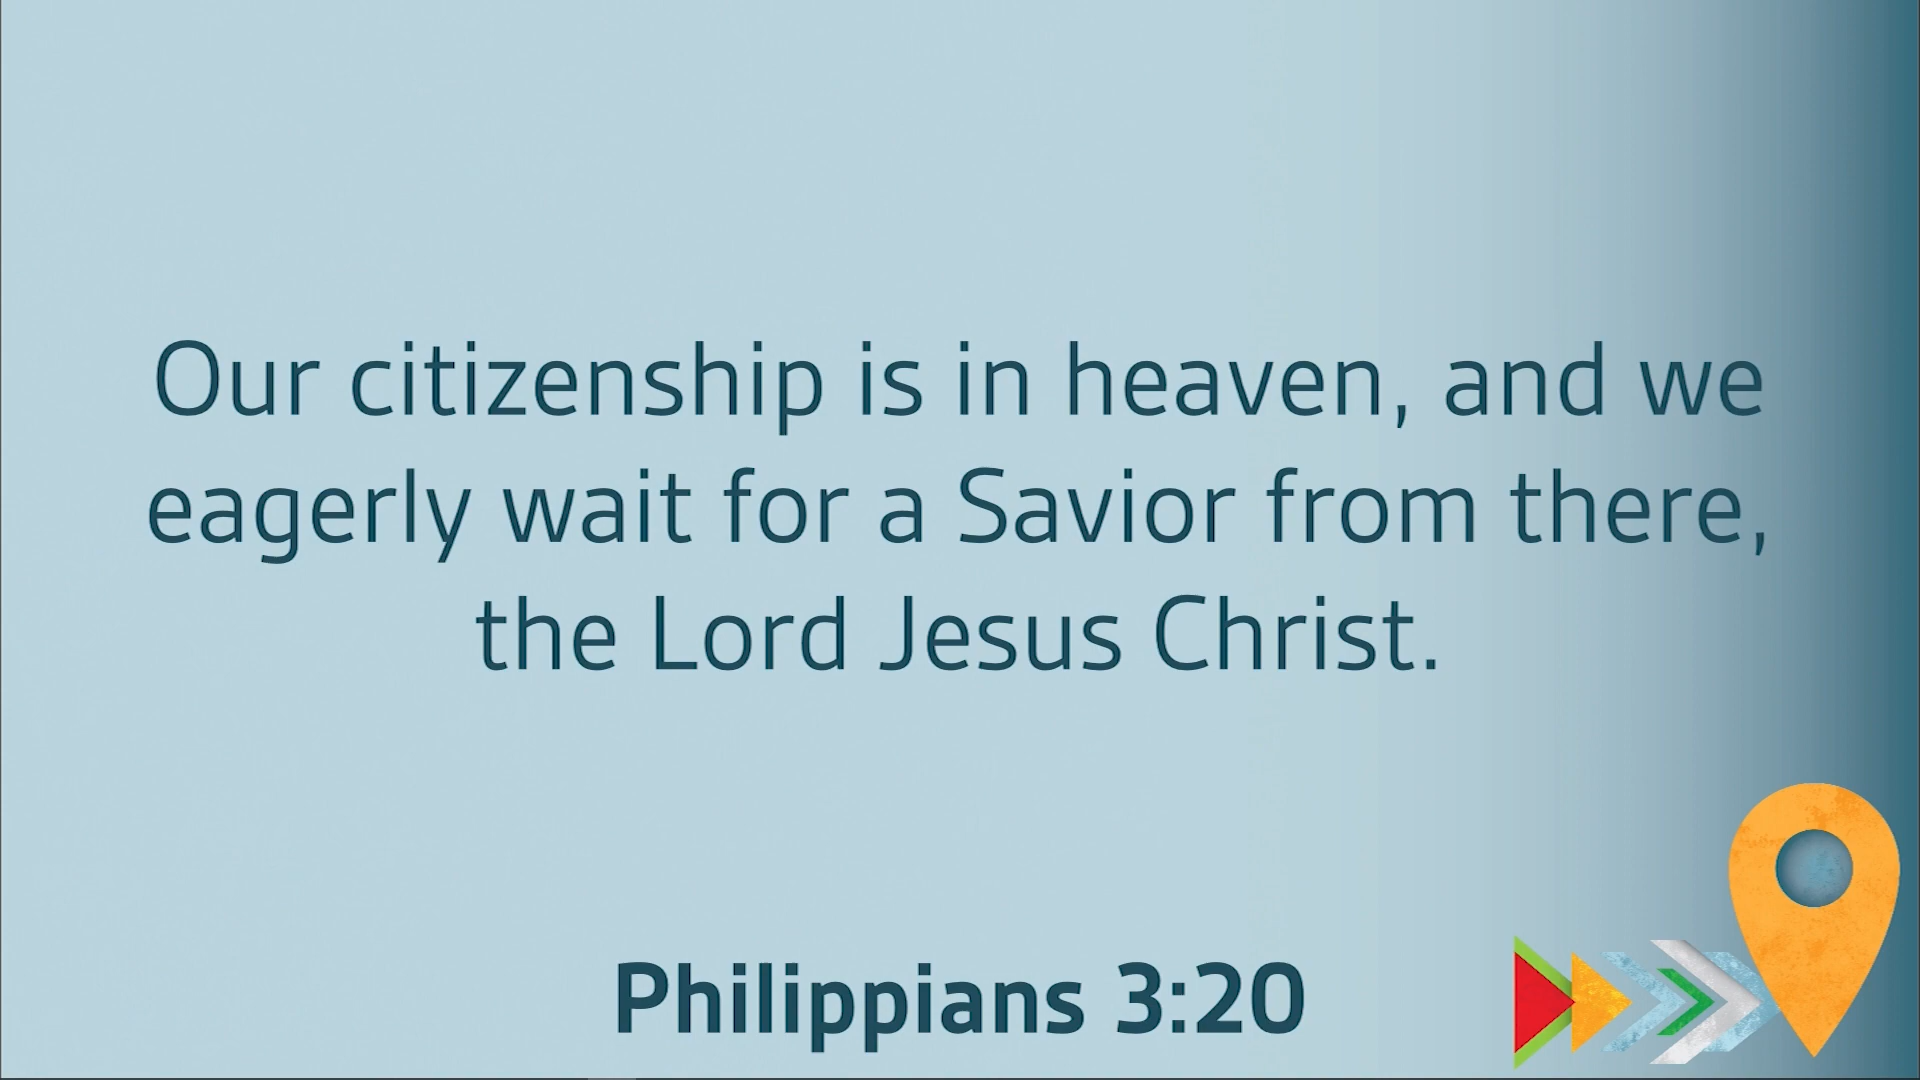 Our citizenship is in heaven, and we
eagerly wait for a Savior from there,
the Lord Jesus Christ.
Philippians 3:20